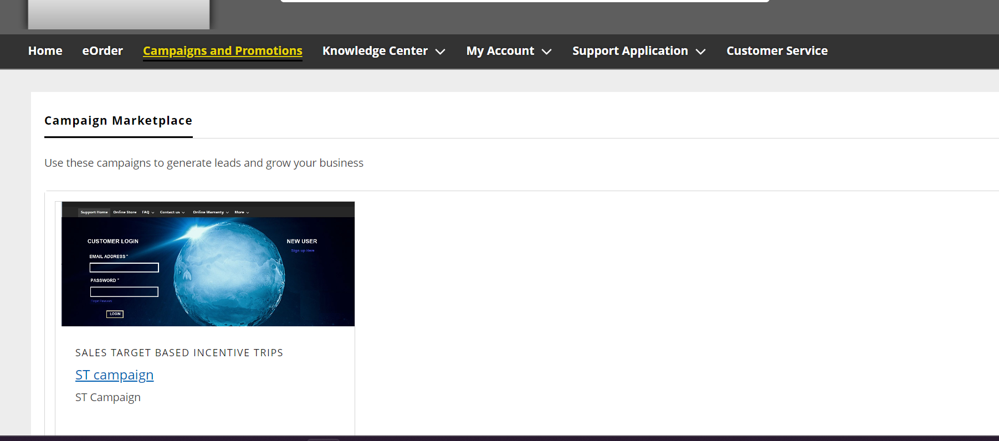 Home eOrder Campaigns and Promotions Knowledge Center My Account Support Application Customer Service
Campaign Marketplace
Use these campaigns to generate leads and grow your business
Support Home Online Store FAQ Contact us Online Warranty More
CUSTOMER LOGIN
NEW USER
Sign up Here
EMAIL ADDRESS *
PASSWORD *
Forget Password
LOGIN
SALES TARGET BASED INCENTIVE TRIPS
ST campaign
ST Campaign